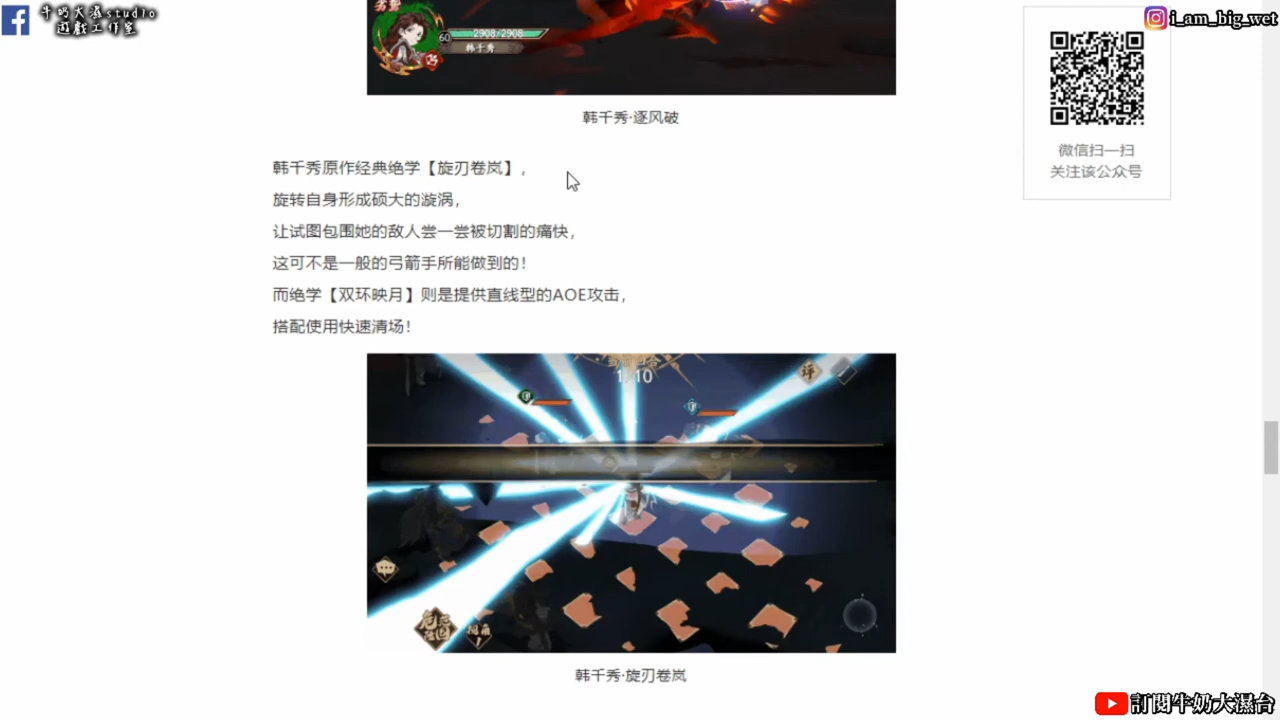 牛奶大濕studio
遊戲工作室
i_am_big_wet
60
2908/2908
韩千秀
韩千秀·逐风破
微信扫一扫
关注该公众号
韩千秀原作经典绝学【旋刃卷岚】,
旋转自身形成硕大的漩涡,
让试图包围她的敌人尝一尝被切割的痛快,
这可不是一般的弓箭手所能做到的！
而绝学【双环映月】则是提供直线型的AOE攻击,
搭配使用快速清场！
韩千秀·旋刃卷岚
訂閱牛奶大濕台